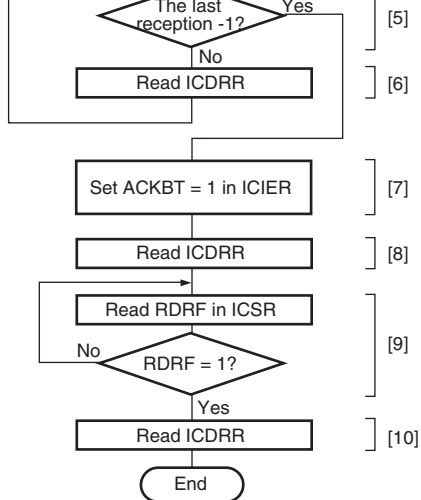 The last
reception -1?
Yes
[5]
No
Read ICDRR
[6]
Set ACKBT = 1 in ICIER
[7]
Read ICDRR
[8]
Read RDRF in ICSR
[9]
No
RDRF = 1?
Yes
Read ICDRR
[10]
End